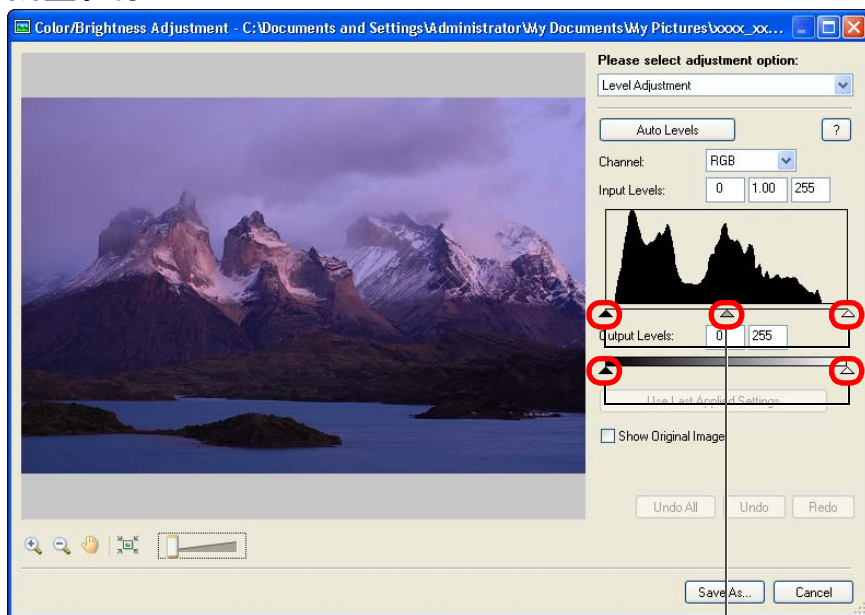 Color/Brightness Adjustment - C:\Documents and Settings\Administrator\My Documents\My Pictures\xxxx_xx...
Please select adjustment option:
Level Adjustment
Auto Levels
?
Channel:
RGB
Input Levels:
0
1.00
255
Output Levels:
0
255
Use Last Applied Settings
Show Original Image
Undo All
Undo
Redo
Save As...
Cancel